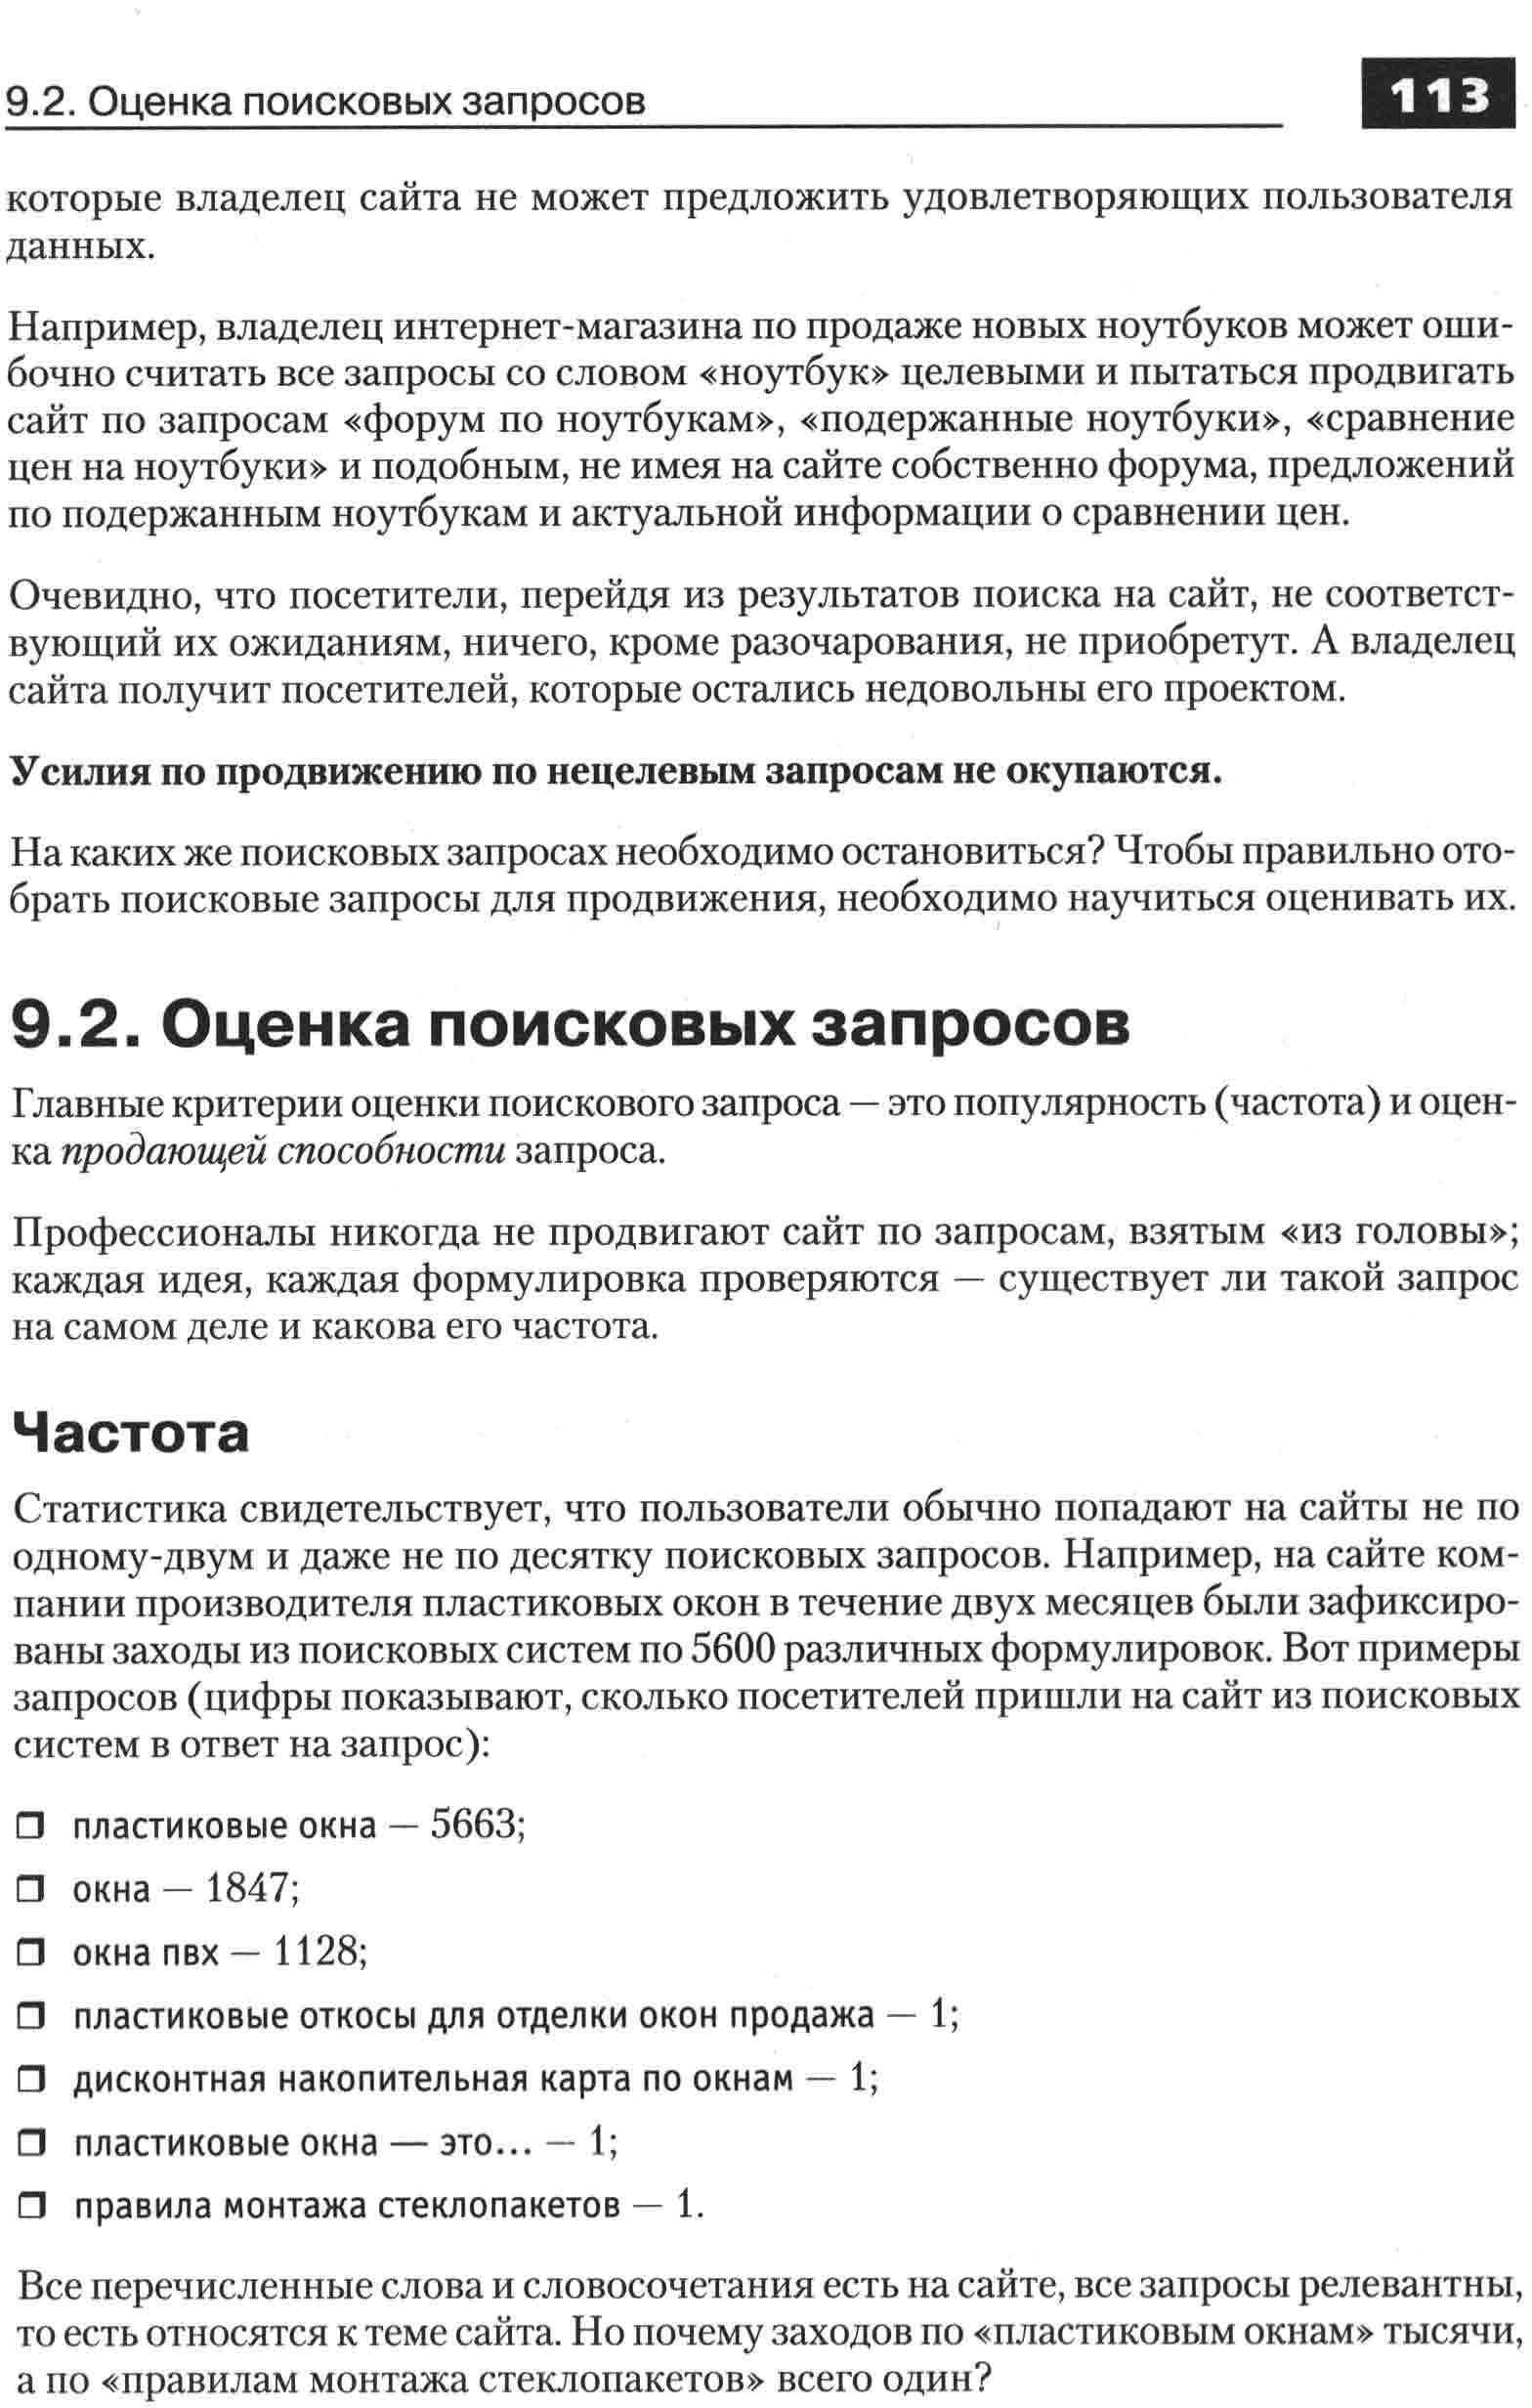 9.2. Оценка поисковых запросов 113
которые владелец сайта не может предложить удовлетворяющих пользователя
данных.
Например, владелец интернет-магазина по продаже новых ноутбуков может оши-
бочно считать все запросы со словом «ноутбук» целевыми и пытаться продвигать
сайт по запросам «форум по ноутбукам», «подержанные ноутбуки», «сравнение
цен на ноутбуки» и подобным, не имея на сайте собственно форума, предложений
по подержанным ноутбукам и актуальной информации о сравнении цен.
Очевидно, что посетители, перейдя из результатов поиска на сайт, не соответст-
вующий их ожиданиям, ничего, кроме разочарования, не приобретут. А владелец
сайта получит посетителей, которые остались недовольны его проектом.
Усилия по продвижению по нецелевым запросам не окупаются.
На каких же поисковых запросах необходимо остановиться? Чтобы правильно ото-
брать поисковые запросы для продвижения, необходимо научиться оценивать их.
9.2. Оценка поисковых запросов
Главные критерии оценки поискового запроса — это популярность (частота) и оцен-
ка продающей способности запроса.
Профессионалы никогда не продвигают сайт по запросам, взятым «из головы»;
каждая идея, каждая формулировка проверяются — существует ли такой запрос
на самом деле и какова его частота.
Частота
Статистика свидетельствует, что пользователи обычно попадают на сайты не по
одному-двум и даже не по десятку поисковых запросов. Например, на сайте ком-
пании производителя пластиковых окон в течение двух месяцев были зафиксиро-
ваны заходы из поисковых систем по 5600 различных формулировок. Вот примеры
запросов (цифры показывают, сколько посетителей пришли на сайт из поисковых
систем в ответ на запрос):
❒ пластиковые окна — 5663;
❒ окна — 1847;
❒ окна пвх — 1128;
❒ пластиковые откосы для отделки окон продажа — 1;
❒ дисконтная накопительная карта по окнам — 1;
❒ пластиковые окна — это... — 1;
❒ правила монтажа стеклопакетов — 1.
Все перечисленные слова и словосочетания есть на сайте, все запросы релевантны,
то есть относятся к теме сайта. Но почему заходов по «пластиковым окнам» тысячи,
а по «правилам монтажа стеклопакетов» всего один?